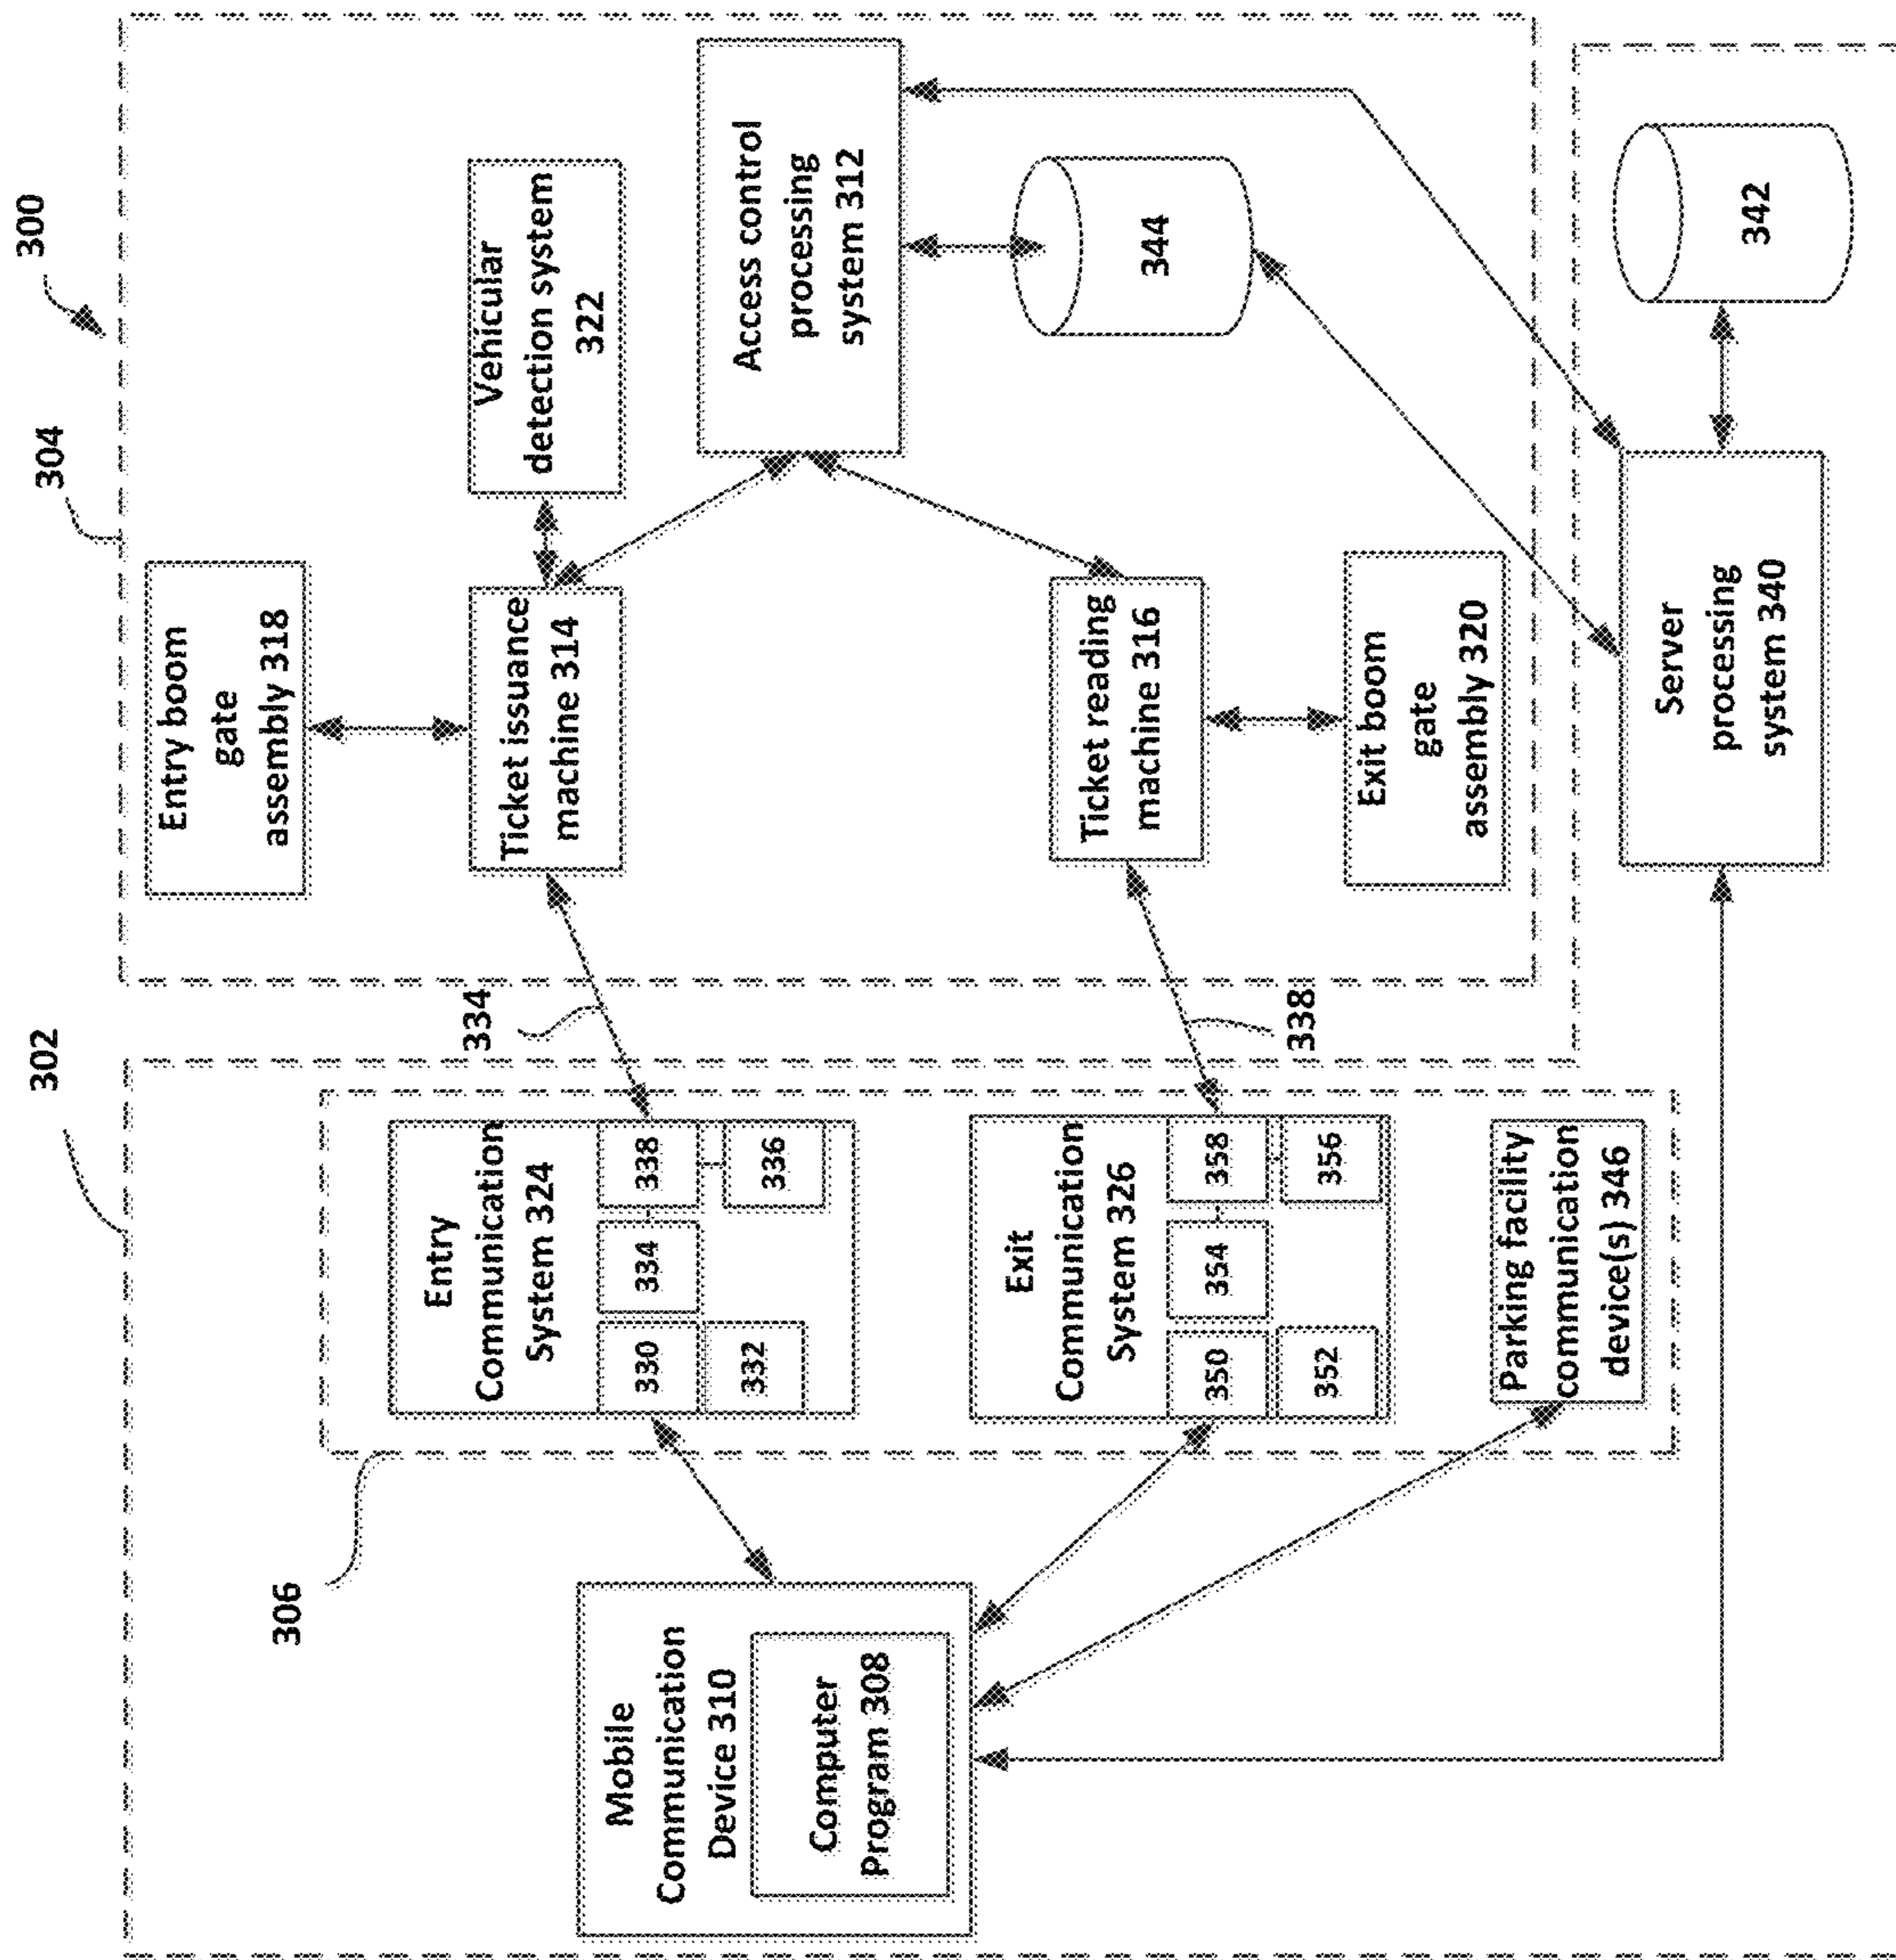 300
302
304
306
Mobile
Communication
Device 310
Computer
Program 308
Entry
Communication
System 324
330
334
338
332
336
Exit
Communication
System 326
350
354
358
352
356
Parking facility
communication
device(s) 346
334
338
Entry boom
gate
assembly 318
Ticket issuance
machine 314
Vehicular
detection system
322
Access control
processing
system 312
344
Ticket reading
machine 316
Exit boom
gate
assembly 320
Server
processing
system 340
342